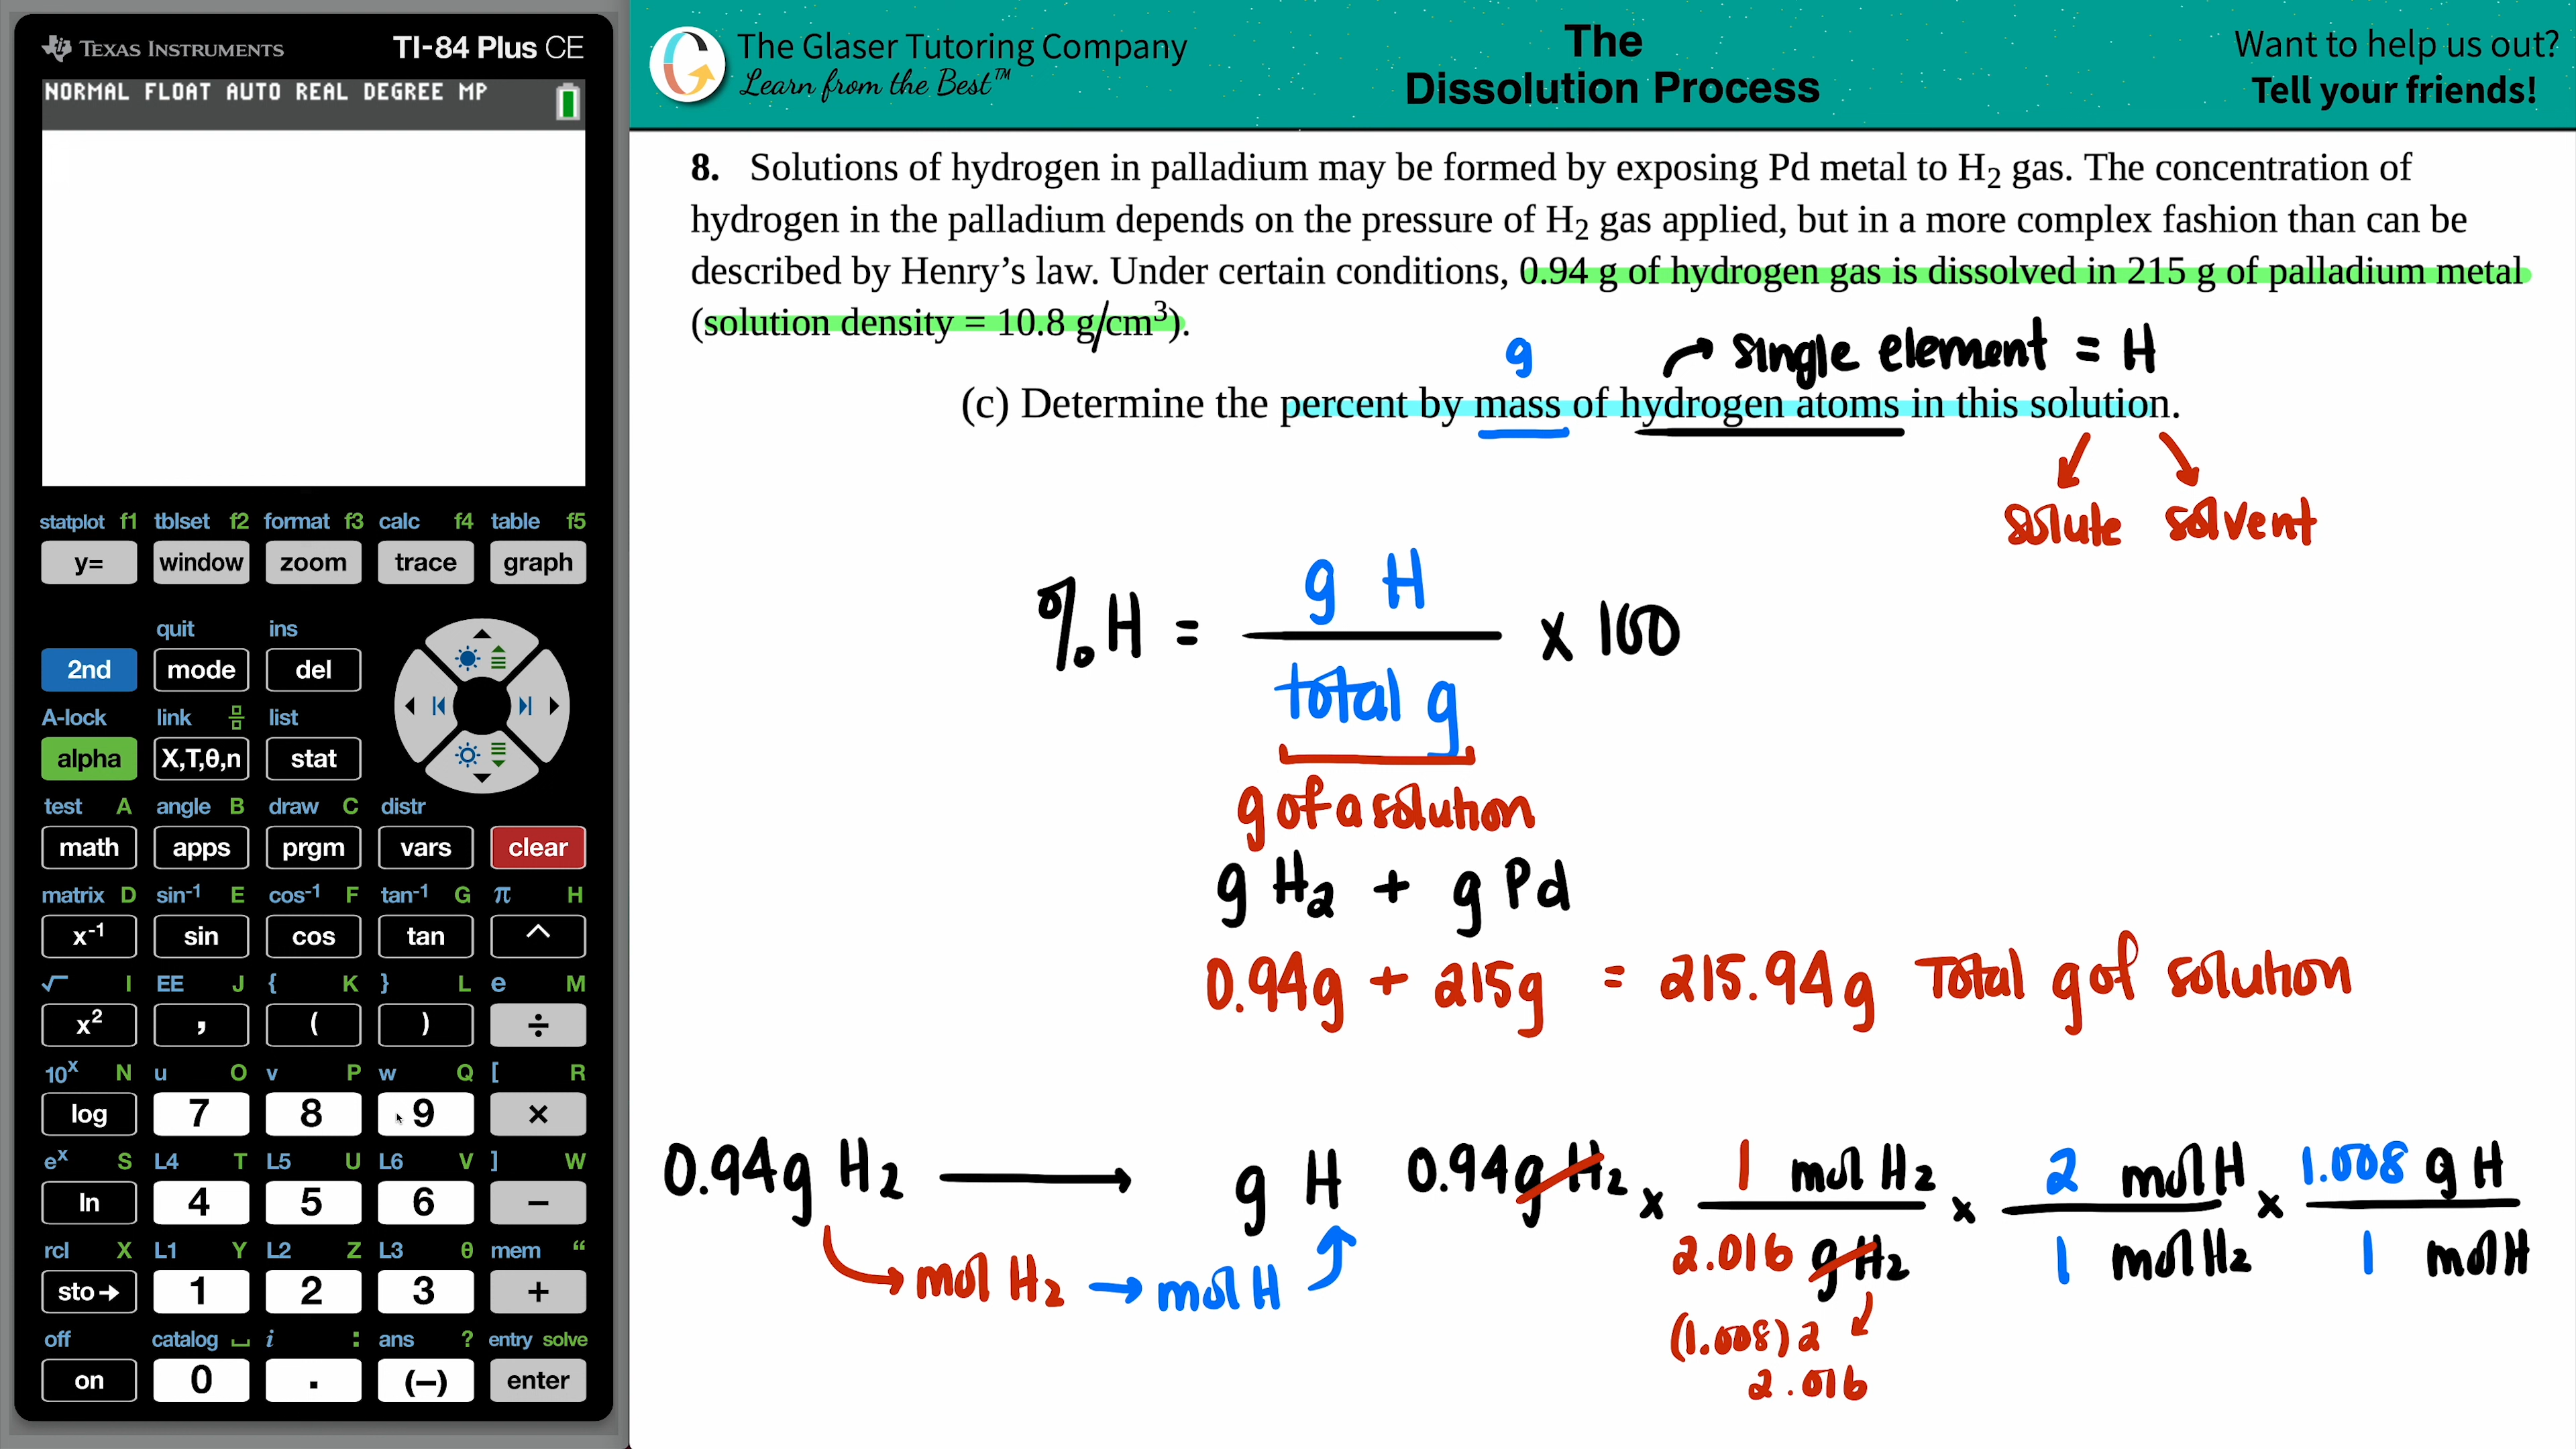 TEXAS INSTRUMENTS TI-84 Plus CE
NORMAL FLOAT AUTO REAL DEGREE MP
statplot f1 tblset f2 format f3 calc f4 table f5
y= window zoom trace graph
quit ins
2nd mode del
A-lock link list
alpha X,T,θ,n stat
test A angle B draw C distr
math apps prgm vars clear
matrix D sin⁻¹ E cos⁻¹ F tan⁻¹ G π H
x⁻¹ sin cos tan ^
√ I EE J { K } L e M
x² , ( ) ÷
10ˣ N u O v P w Q [ R
log 7 8 9 ×
eˣ S L4 T L5 U L6 V ] W
ln 4 5 6 −
rcl X L1 Y L2 Z L3 θ mem “
sto→ 1 2 3 +
off catalog ⎵ i : ans ? entry solve
on 0 . (−) enter
The Glaser Tutoring Company
Learn from the Best™
The
Dissolution Process
Want to help us out?
Tell your friends!
8. Solutions of hydrogen in palladium may be formed by exposing Pd metal to H₂ gas. The concentration of
hydrogen in the palladium depends on the pressure of H₂ gas applied, but in a more complex fashion than can be
described by Henry’s law. Under certain conditions, 0.94 g of hydrogen gas is dissolved in 215 g of palladium metal
(solution density = 10.8 g/cm³).
g → single element = H
(c) Determine the percent by mass of hydrogen atoms in this solution.
solute solvent
% H = g H / total g x 100
g of a solution
g H₂ + g Pd
0.94g + 215g = 215.94g Total g of solution
0.94g H₂ → g H 0.94g H₂ x 1 mol H₂ / 2.016 g H₂ x 2 mol H / 1 mol H₂ x 1.008 g H / 1 mol H
→ mol H₂ → mol H
(1.008)2
2.016